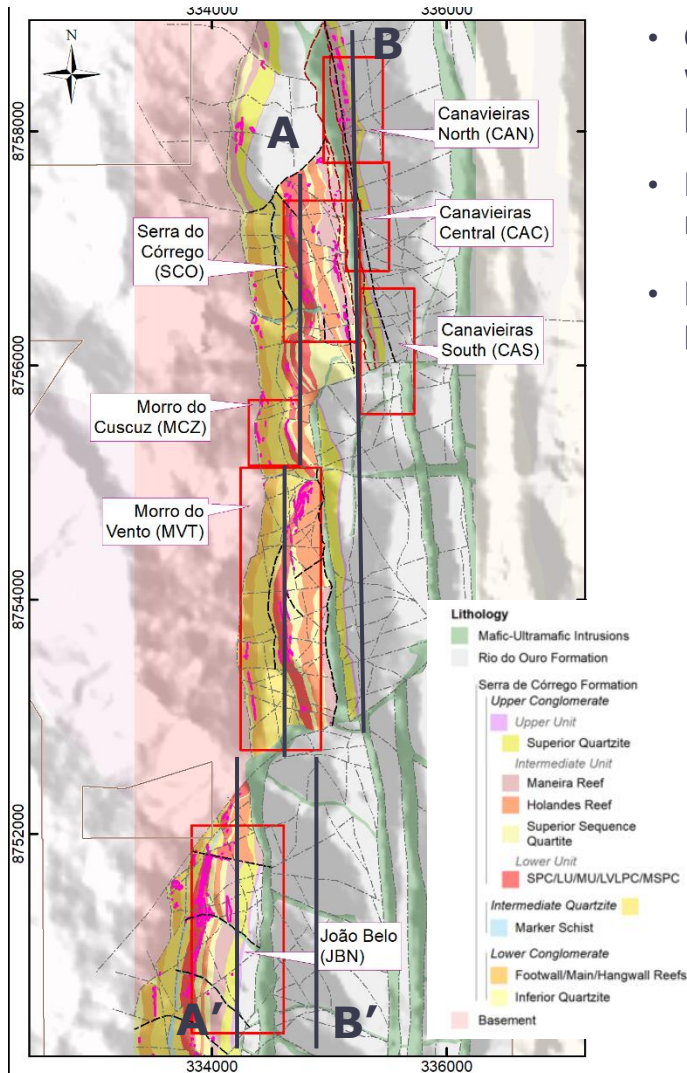 334000
336000
B
N
8758000
Canavieiras
North (CAN)
A
Canavieiras
Central (CAC)
Serra do
Córrego
(SCO)
Canavieiras
South (CAS)
8756000
Morro do
Cuscuz (MCZ)
Morro do
Vento (MVT)
8754000
Lithology
Mafic-Ultramafic Intrusions
Rio do Ouro Formation
Serra de Córrego Formation
Upper Conglomerate
Upper Unit
Superior Quartzite
Intermediate Unit
Maneira Reef
Holandes Reef
Superior Sequence
Quartite
Lower Unit
SPC/LU/MU/LVLPC/MSPC
Intermediate Quartzite
Marker Schist
Lower Conglomerate
Footwall/Main/Hangwall Reefs
Inferior Quartzite
Basement
8752000
João Belo
(JBN)
A′
B′
334000
336000